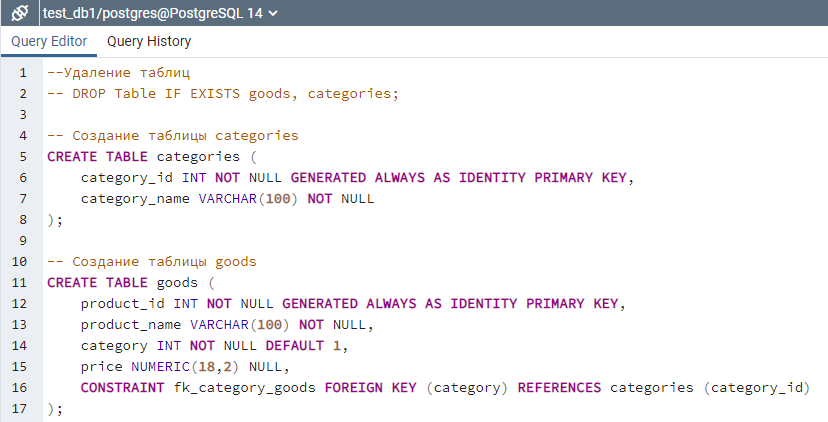 test_db1/postgres@PostgreSQL 14
Query Editor Query History
1 --Удаление таблиц
2 -- DROP Table IF EXISTS goods, categories;
3
4 -- Создание таблицы categories
5 CREATE TABLE categories (
6 category_id INT NOT NULL GENERATED ALWAYS AS IDENTITY PRIMARY KEY,
7 category_name VARCHAR(100) NOT NULL
8 );
9
10 -- Создание таблицы goods
11 CREATE TABLE goods (
12 product_id INT NOT NULL GENERATED ALWAYS AS IDENTITY PRIMARY KEY,
13 product_name VARCHAR(100) NOT NULL,
14 category INT NOT NULL DEFAULT 1,
15 price NUMERIC(18,2) NULL,
16 CONSTRAINT fk_category_goods FOREIGN KEY (category) REFERENCES categories (category_id)
17 );